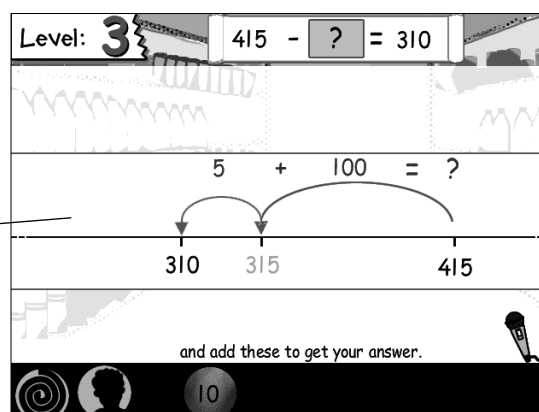 Level: 3
415 - ? = 310
5 + 100 = ?
310 315 415
and add these to get your answer.
10